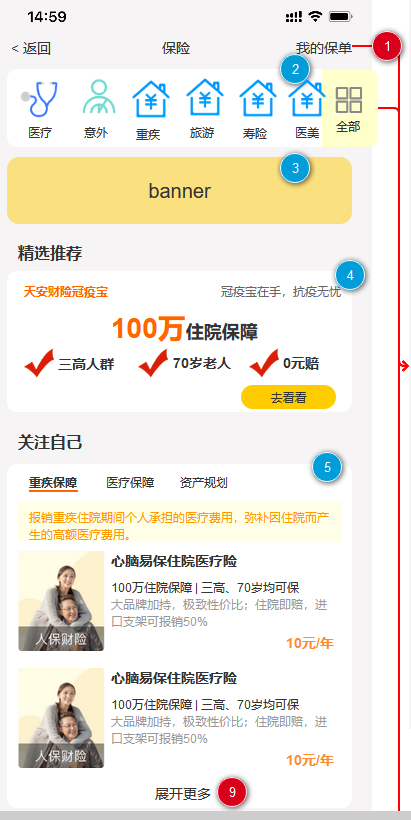 14:59
< 返回 保险 我的保单 1
2
医疗 意外 重疾 旅游 寿险 医美 全部
3
banner
精选推荐
4
天安财险冠疫宝 冠疫宝在手，抗疫无忧
100万住院保障
三高人群 70岁老人 0元赔
去看看
关注自己
5
重疾保障 医疗保障 资产规划
报销重疾住院期间个人承担的医疗费用，弥补因住院而产
生的高额医疗费用。
心脑易保住院医疗险
100万住院保障 | 三高、70岁均可保
大品牌加持，极致性价比；住院即赔，进
口支架可报销50%
人保财险
10元/年
心脑易保住院医疗险
100万住院保障 | 三高、70岁均可保
大品牌加持，极致性价比；住院即赔，进
口支架可报销50%
人保财险
10元/年
展开更多 9